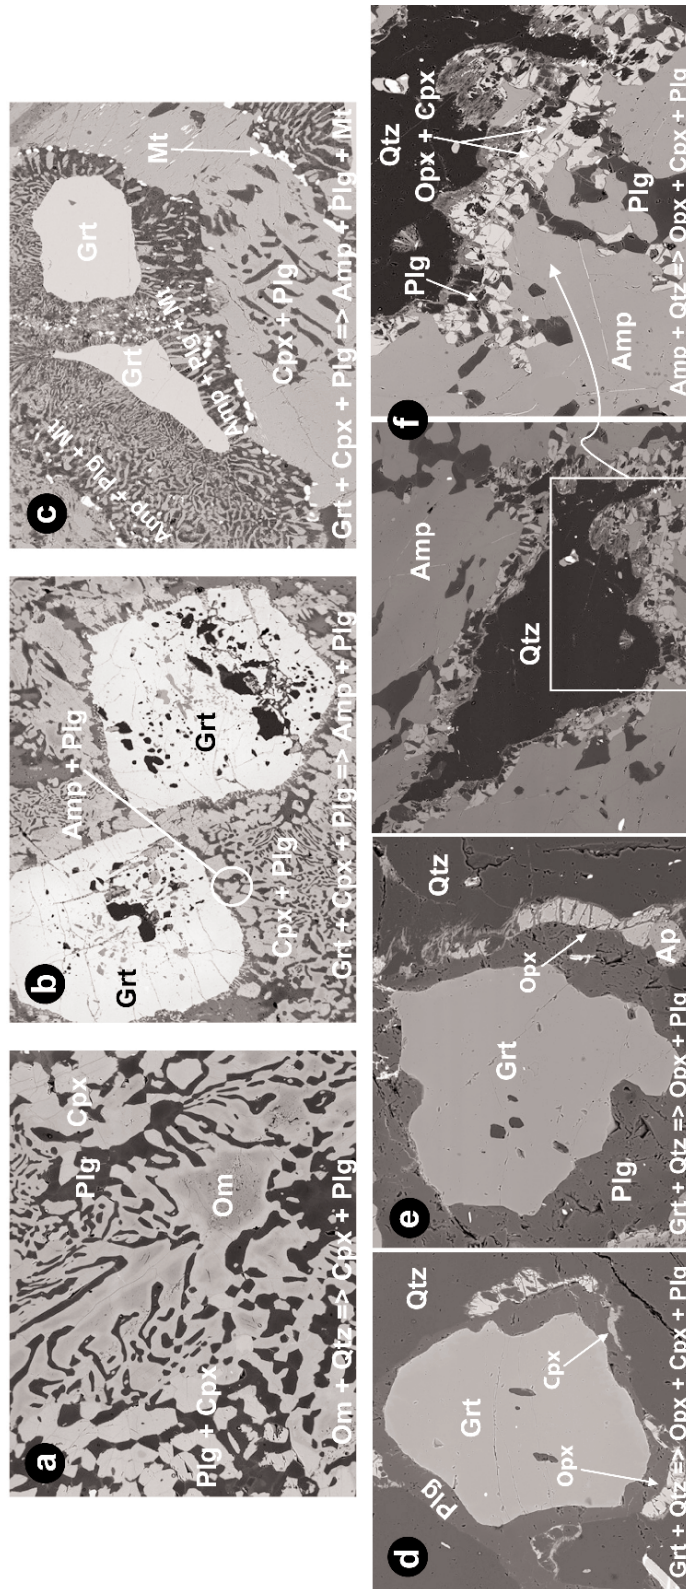 a
Plg
Cpx
Om
Plg + Cpx
Om + Qtz => Cpx + Plg
b
Amp + Plg
Grt
Grt
Cpx + Plg
Grt + Cpx + Plg => Amp + Plg
c
Grt
Mt
Grt
Amp + Plg + Mt
Amp + Plg + Mt
Cpx + Plg
Grt + Cpx + Plg => Amp + Plg + Mt
d
Qtz
Plg
Grt
Opx
Cpx
Grt + Qtz => Opx + Cpx + Plg
e
Qtz
Grt
Opx
Plg
Ap
Grt + Qtz => Opx + Plg
f
Amp
Qtz
Qtz
Opx + Cpx
Plg
Amp
Plg
Amp + Qtz => Opx + Cpx + Plg